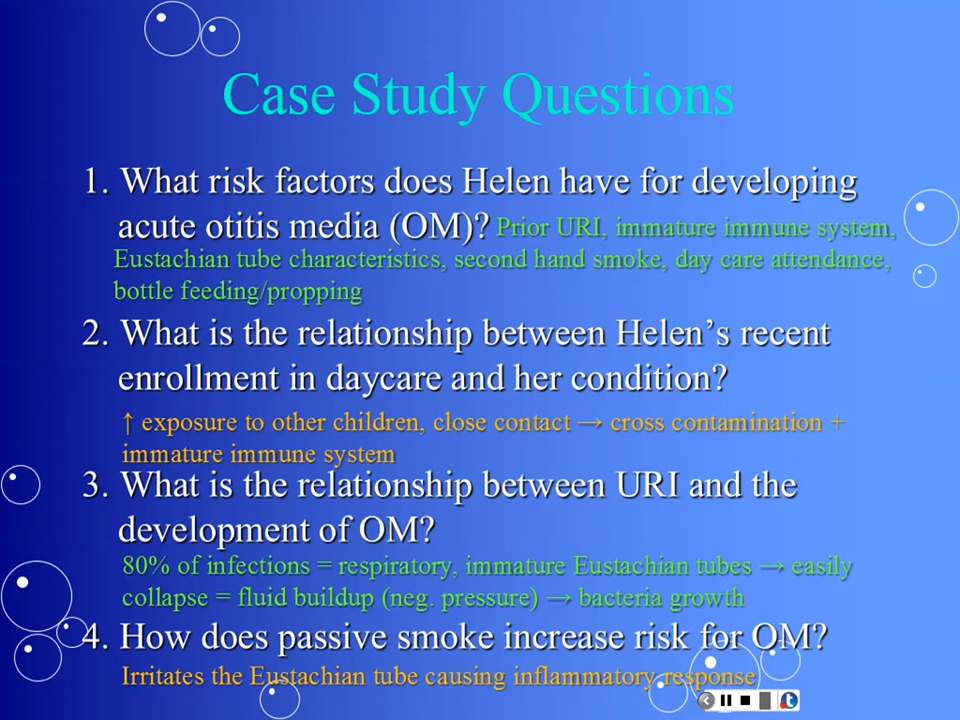 Case Study Questions
1. What risk factors does Helen have for developing
acute otitis media (OM)? Prior URI, immature immune system,
Eustachian tube characteristics, second hand smoke, day care attendance,
bottle feeding/propping
2. What is the relationship between Helen’s recent
enrollment in daycare and her condition?
↑ exposure to other children, close contact → cross contamination +
immature immune system
3. What is the relationship between URI and the
development of OM?
80% of infections = respiratory, immature Eustachian tubes → easily
collapse = fluid buildup (neg. pressure) → bacteria growth
4. How does passive smoke increase risk for OM?
Irritates the Eustachian tube causing inflammatory response
t